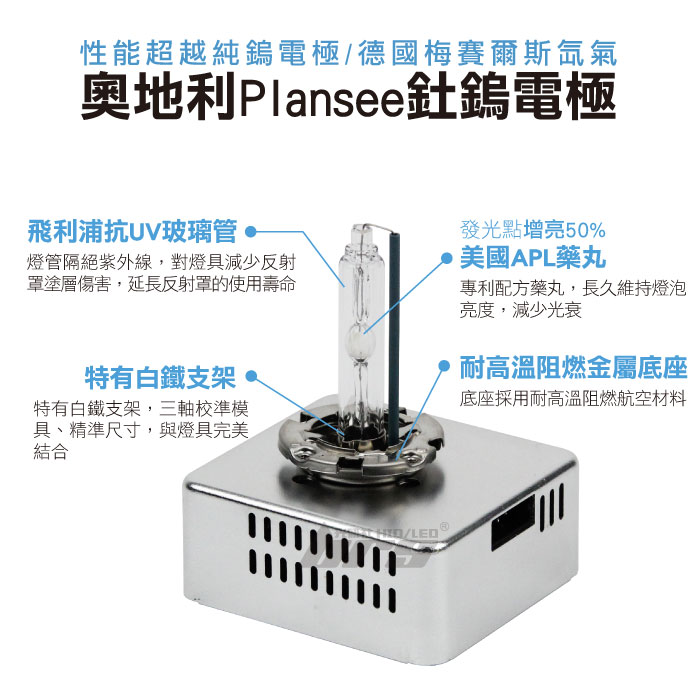 性能超越純鎢電極/德國梅賽爾斯氙氣
奧地利Plansee釷鎢電極
飛利浦抗UV玻璃管
燈管隔絕紫外線，對燈具減少反射
罩塗層傷害，延長反射罩的使用壽命
發光點增亮50%
美國APL藥丸
專利配方藥丸，長久維持燈泡
亮度，減少光衰
特有白鐵支架
特有白鐵支架，三軸校準模
具、精準尺寸，與燈具完美
結合
耐高溫阻燃金屬底座
底座採用耐高溫阻燃航空材料
HID/LED®